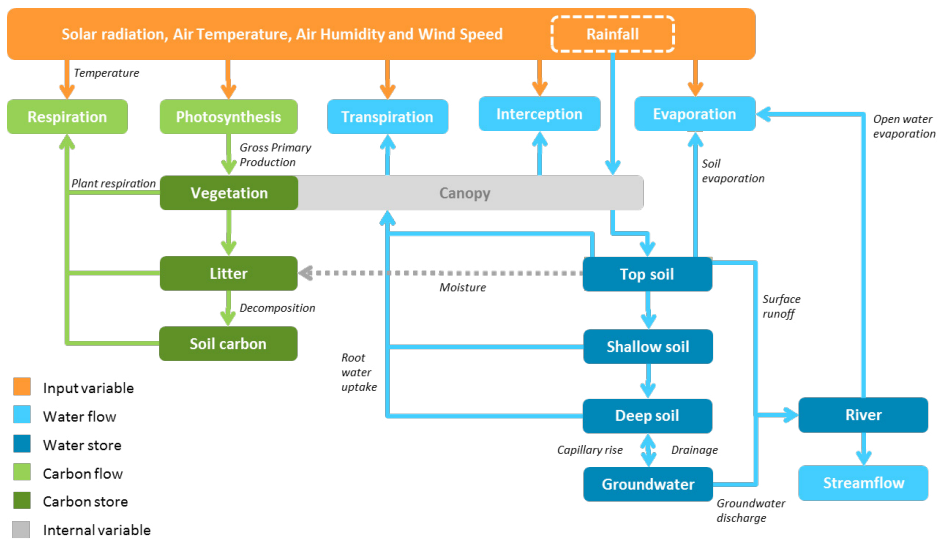 Solar radiation, Air Temperature, Air Humidity and Wind Speed
Rainfall
Temperature
Respiration
Photosynthesis
Transpiration
Interception
Evaporation
Open water
evaporation
Gross Primary
Production
Soil
evaporation
Plant respiration
Vegetation
Canopy
Litter
Moisture
Top soil
Decomposition
Surface
runoff
Soil carbon
Shallow soil
Root
water
uptake
Input variable
Water flow
Water store
Carbon flow
Carbon store
Internal variable
Deep soil
River
Capillary rise
Drainage
Groundwater
Streamflow
Groundwater
discharge